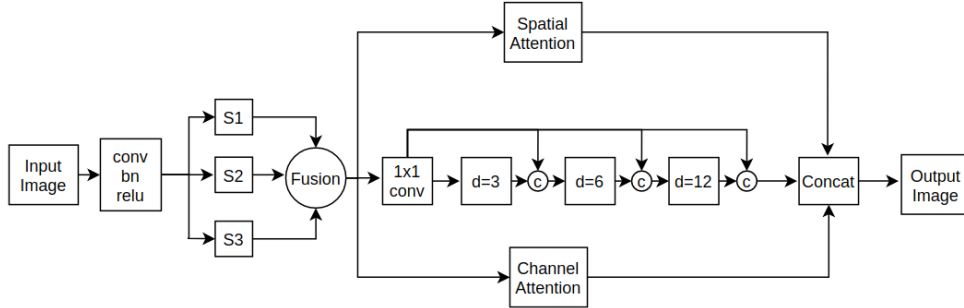 Spatial
Attention
S1
Input
Image
conv
bn
relu
S2
Fusion
1x1
conv
d=3
c
d=6
c
d=12
c
Concat
Output
Image
S3
Channel
Attention